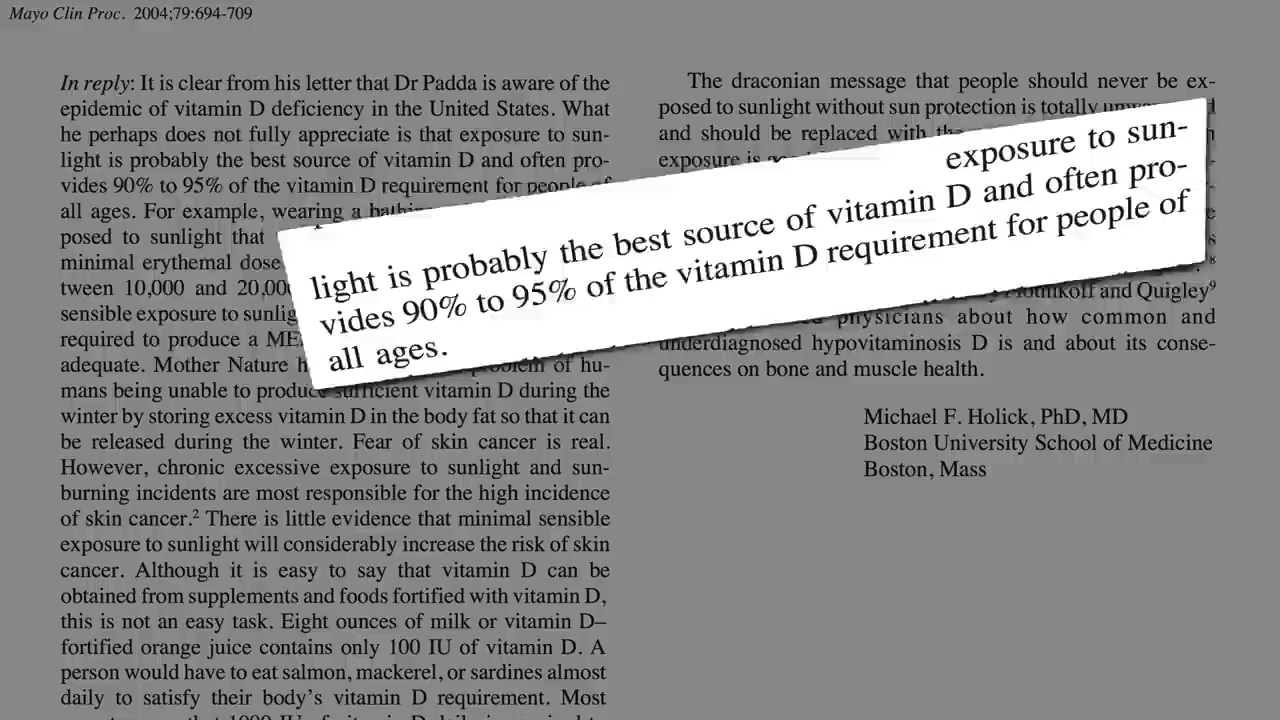 Mayo Clin Proc. 2004;79:694-709
In reply: It is clear from his letter that Dr Padda is aware of the
epidemic of vitamin D deficiency in the United States. What
he perhaps does not fully appreciate is that exposure to sun-
light is probably the best source of vitamin D and often pro-
vides 90% to 95% of the vitamin D requirement for people of
all ages. For example, wearing a
posed to sunlight that
minimal erythemal dose
tween 10,000 and
sensible exposure to
required to produce a
adequate. Mother Nature of hu-
mans being unable to produce sufficient vitamin D during the
winter by storing excess vitamin D in the body fat so that it can
be released during the winter. Fear of skin cancer is real.
However, chronic excessive exposure to sunlight and sun-
burning incidents are most responsible for the high incidence
of skin cancer.² There is little evidence that minimal sensible
exposure to sunlight will considerably increase the risk of skin
cancer. Although it is easy to say that vitamin D can be
obtained from supplements and foods fortified with vitamin D,
this is not an easy task. Eight ounces of milk or vitamin D–
fortified orange juice contains only 100 IU of vitamin D. A
person would have to eat salmon, mackerel, or sardines almost
daily to satisfy their body's vitamin D requirement. Most
exposure to sun-
light is probably the best source of vitamin D and often pro-
vides 90% to 95% of the vitamin D requirement for people of
all ages.
The draconian message that people should never be ex-
posed to sunlight without sun protection is totally
and should be replaced with
exposure is
and Quigley⁹
physicians about how common and
underdiagnosed hypovitaminosis D is and about its conse-
quences on bone and muscle health.
Michael F. Holick, PhD, MD
Boston University School of Medicine
Boston, Mass